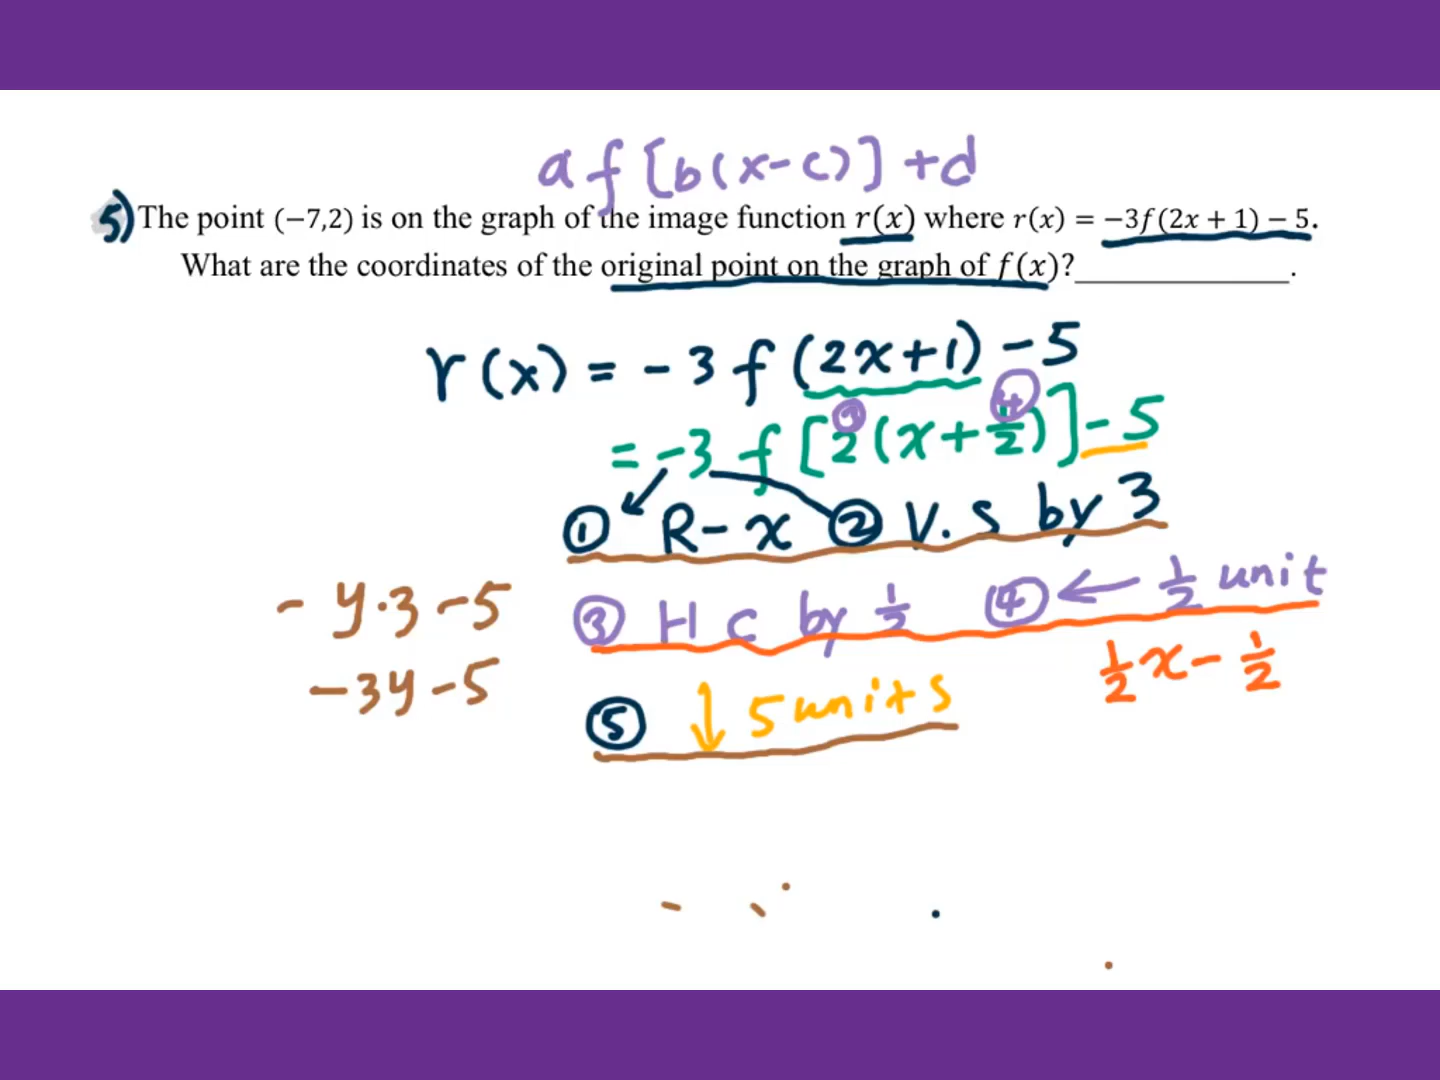 a f [b(x-c)] +d
5) The point (−7,2) is on the graph of the image function r(x) where r(x) = −3f(2x + 1) − 5.
What are the coordinates of the original point on the graph of f(x)?____________________.
r(x) = -3 f (2x+1) -5
= -3 f [2(x+½)] -5
① R-x ② V.S by 3
- y·3 -5
③ H C by ½ ④ ← ½ unit
-3y -5
½x - ½
⑤ ↓ 5 units